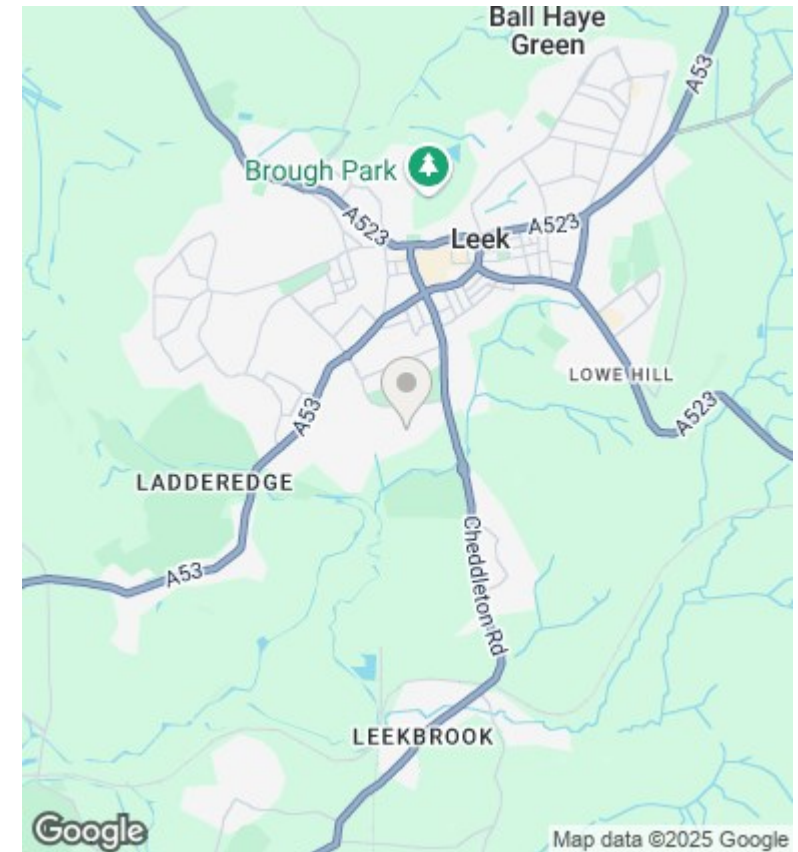 Ball Haye
Green
A53
Brough Park
A523
A523
Leek
LOWE HILL
A53
A523
LADDEREDGE
Cheddleton Rd
A53
LEEKBROOK
Google
Map data ©2025 Google